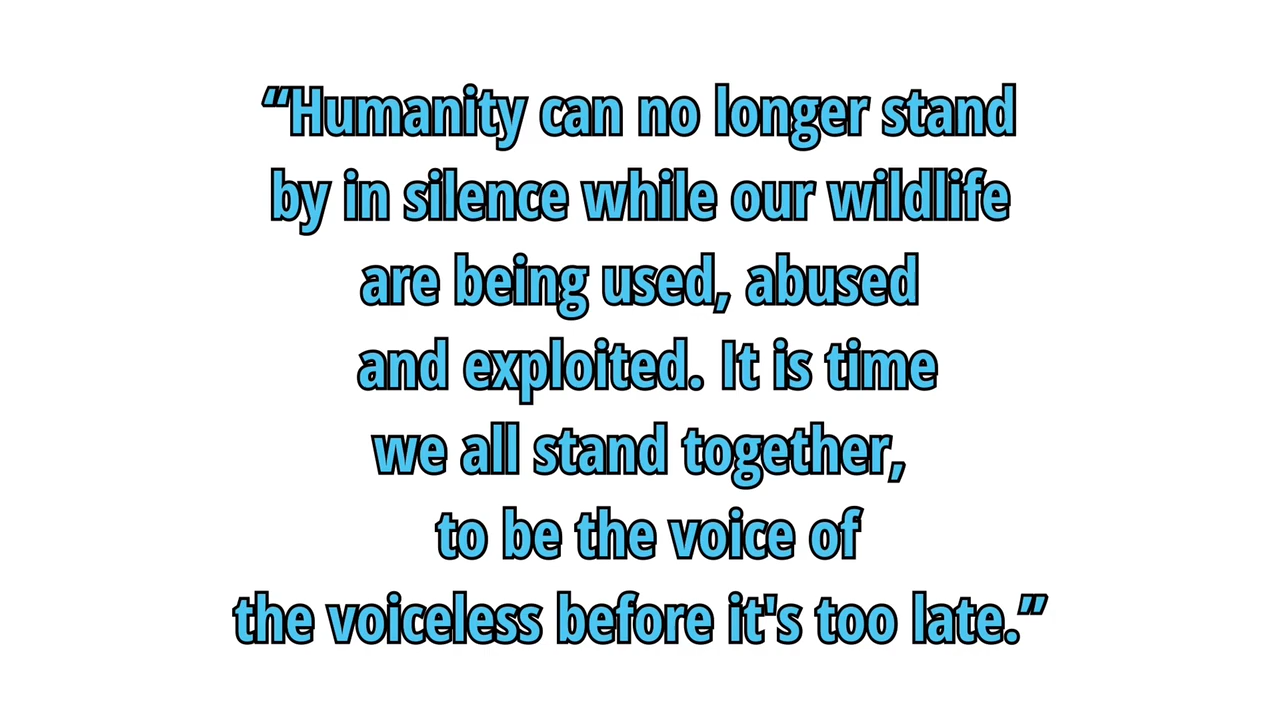 “Humanity can no longer stand
by in silence while our wildlife
are being used, abused
and exploited. It is time
we all stand together,
to be the voice of
the voiceless before it's too late.”